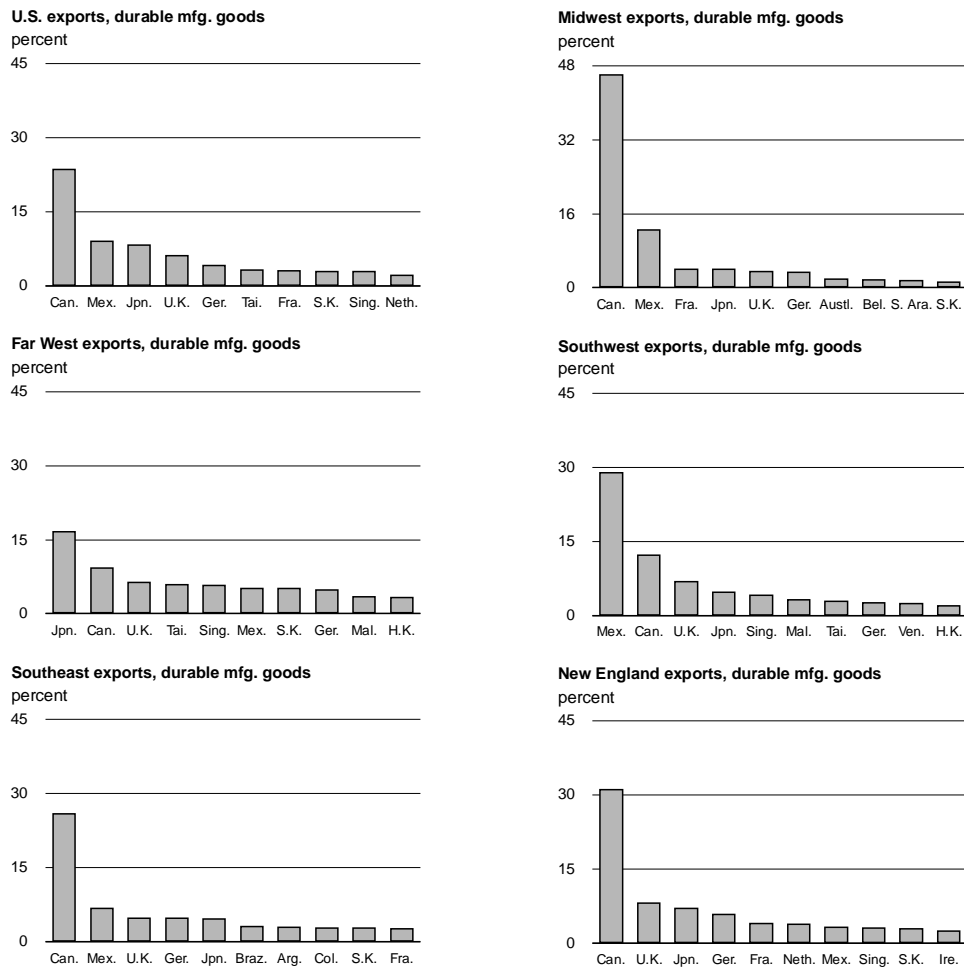 U.S. exports, durable mfg. goods
percent
45
30
15
0
Can. Mex. Jpn. U.K. Ger. Tai. Fra. S.K. Sing. Neth.
Midwest exports, durable mfg. goods
percent
48
32
16
0
Can. Mex. Fra. Jpn. U.K. Ger. Austl. Bel. S. Ara. S.K.
Far West exports, durable mfg. goods
percent
45
30
15
0
Jpn. Can. U.K. Tai. Sing. Mex. S.K. Ger. Mal. H.K.
Southwest exports, durable mfg. goods
percent
45
30
15
0
Mex. Can. U.K. Jpn. Sing. Mal. Tai. Ger. Ven. H.K.
Southeast exports, durable mfg. goods
percent
45
30
15
0
Can. Mex. U.K. Ger. Jpn. Braz. Arg. Col. S.K. Fra.
New England exports, durable mfg. goods
percent
45
30
15
0
Can. U.K. Jpn. Ger. Fra. Neth. Mex. Sing. S.K. Ire.